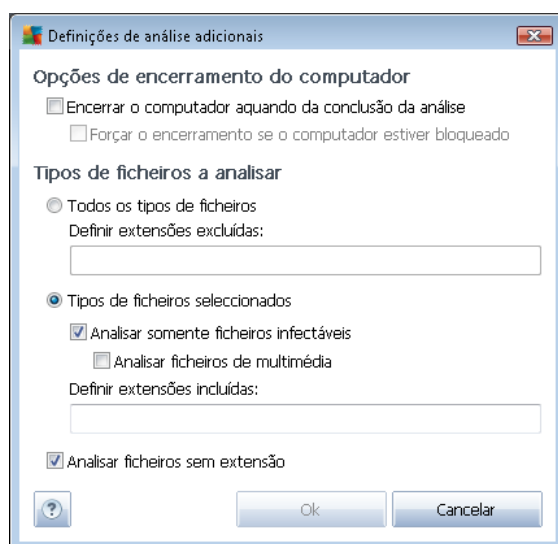 Definições de análise adicionais
Opções de encerramento do computador
Encerrar o computador aquando da conclusão da análise
Forçar o encerramento se o computador estiver bloqueado
Tipos de ficheiros a analisar
Todos os tipos de ficheiros
Definir extensões excluídas:
Tipos de ficheiros seleccionados
Analisar somente ficheiros infectáveis
Analisar ficheiros de multimédia
Definir extensões incluídas:
Analisar ficheiros sem extensão
?
Ok
Cancelar